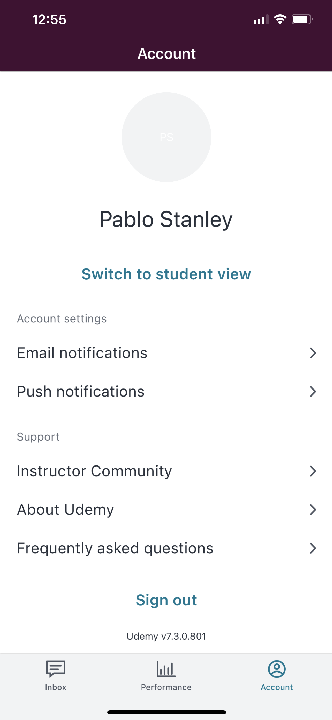 12:55
Account
PS
Pablo Stanley
Switch to student view
Account settings
Email notifications
Push notifications
Support
Instructor Community
About Udemy
Frequently asked questions
Sign out
Udemy v7.3.0.801
Inbox
Performance
Account